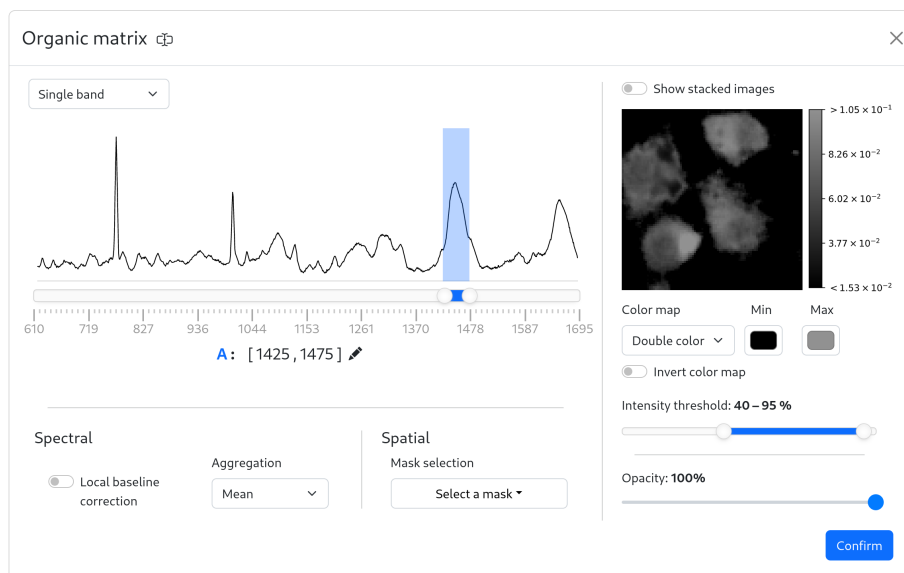 Organic matrix
Single band
610 719 827 936 1044 1153 1261 1370 1478 1587 1695
A : [ 1425 , 1475 ]
Spectral
Local baseline
correction
Aggregation
Mean
Spatial
Mask selection
Select a mask
Show stacked images
> 1.05 × 10⁻¹
8.26 × 10⁻²
6.02 × 10⁻²
3.77 × 10⁻²
< 1.53 × 10⁻²
Color map Min Max
Double color
Invert color map
Intensity threshold: 40 – 95 %
Opacity: 100%
Confirm